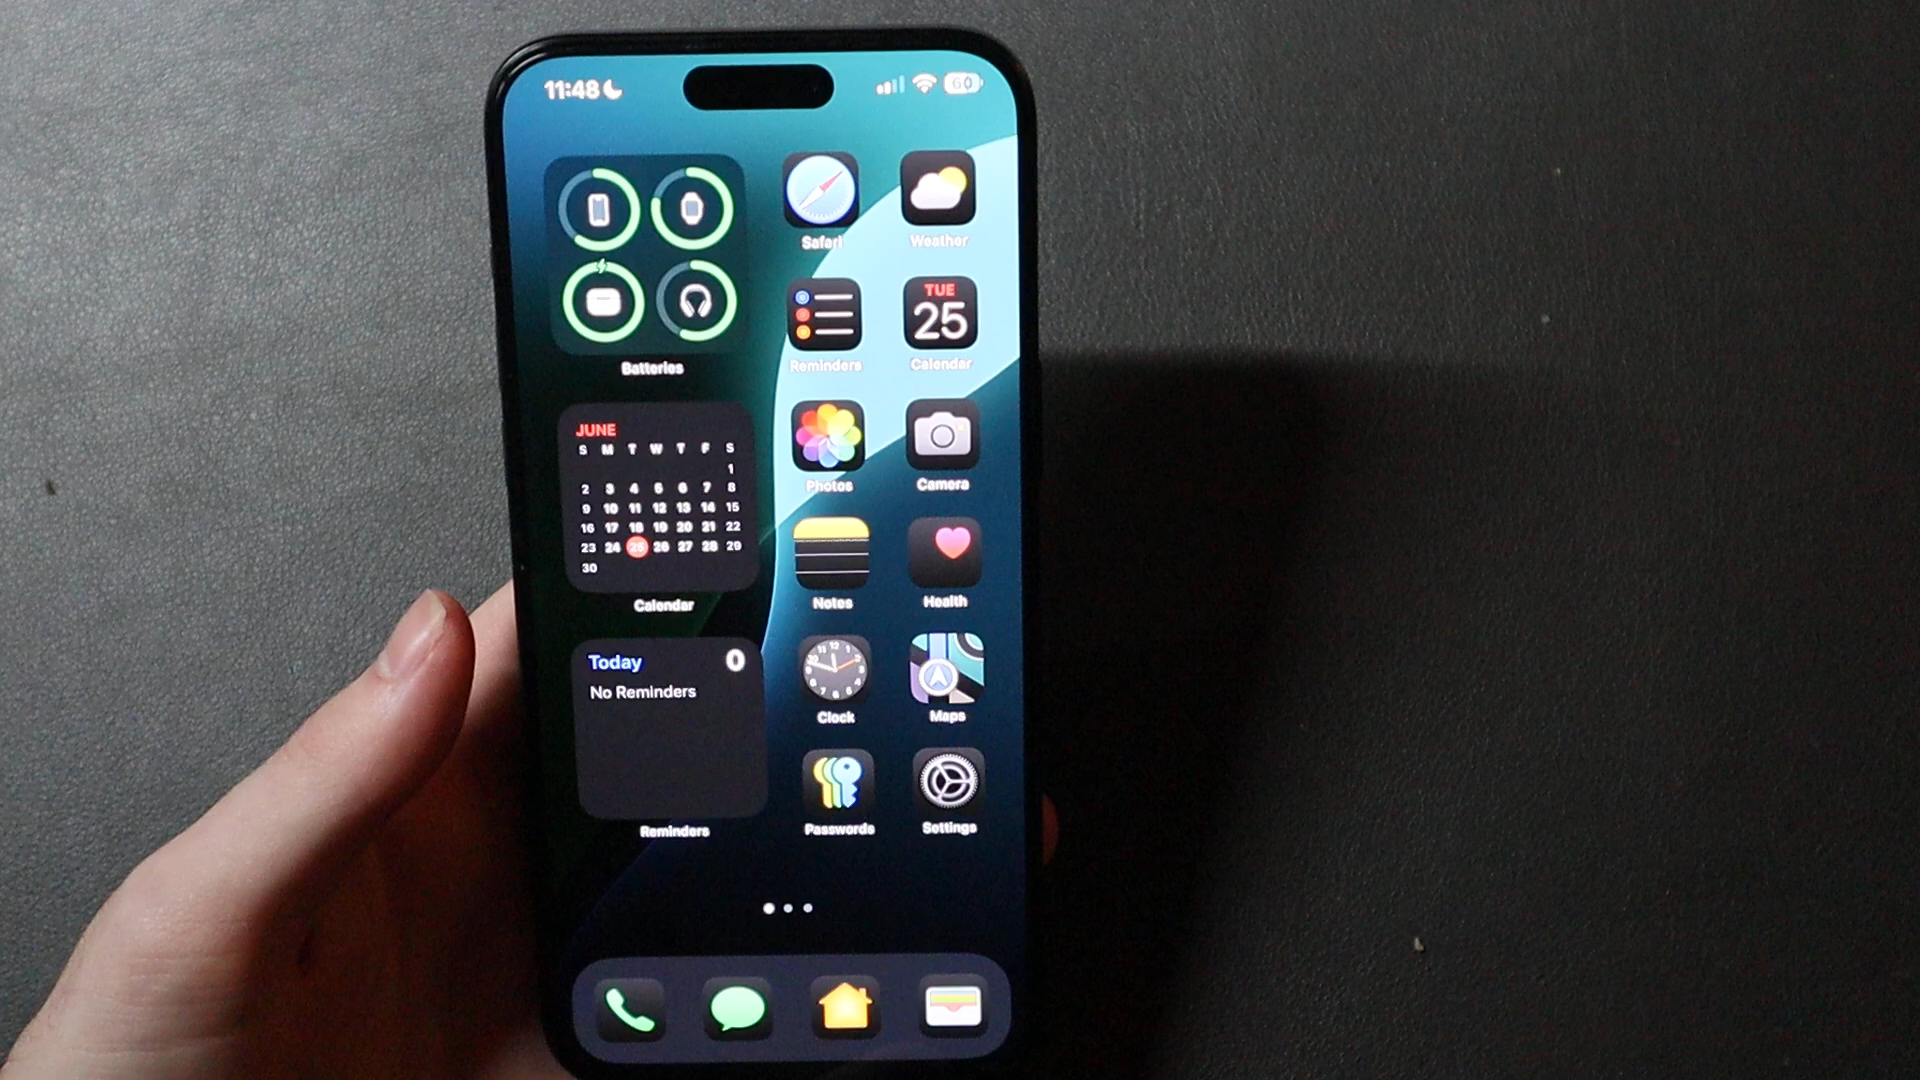 11:48
60
Batteries
Safari
Weather
Reminders
TUE
25
Calendar
JUNE
S M T W T F S
1
2 3 4 5 6 7 8
9 10 11 12 13 14 15
16 17 18 19 20 21 22
23 24 25 26 27 28 29
30
Calendar
Photos
Camera
Notes
Health
Today 0
No Reminders
Reminders
Clock
Maps
Passwords
Settings